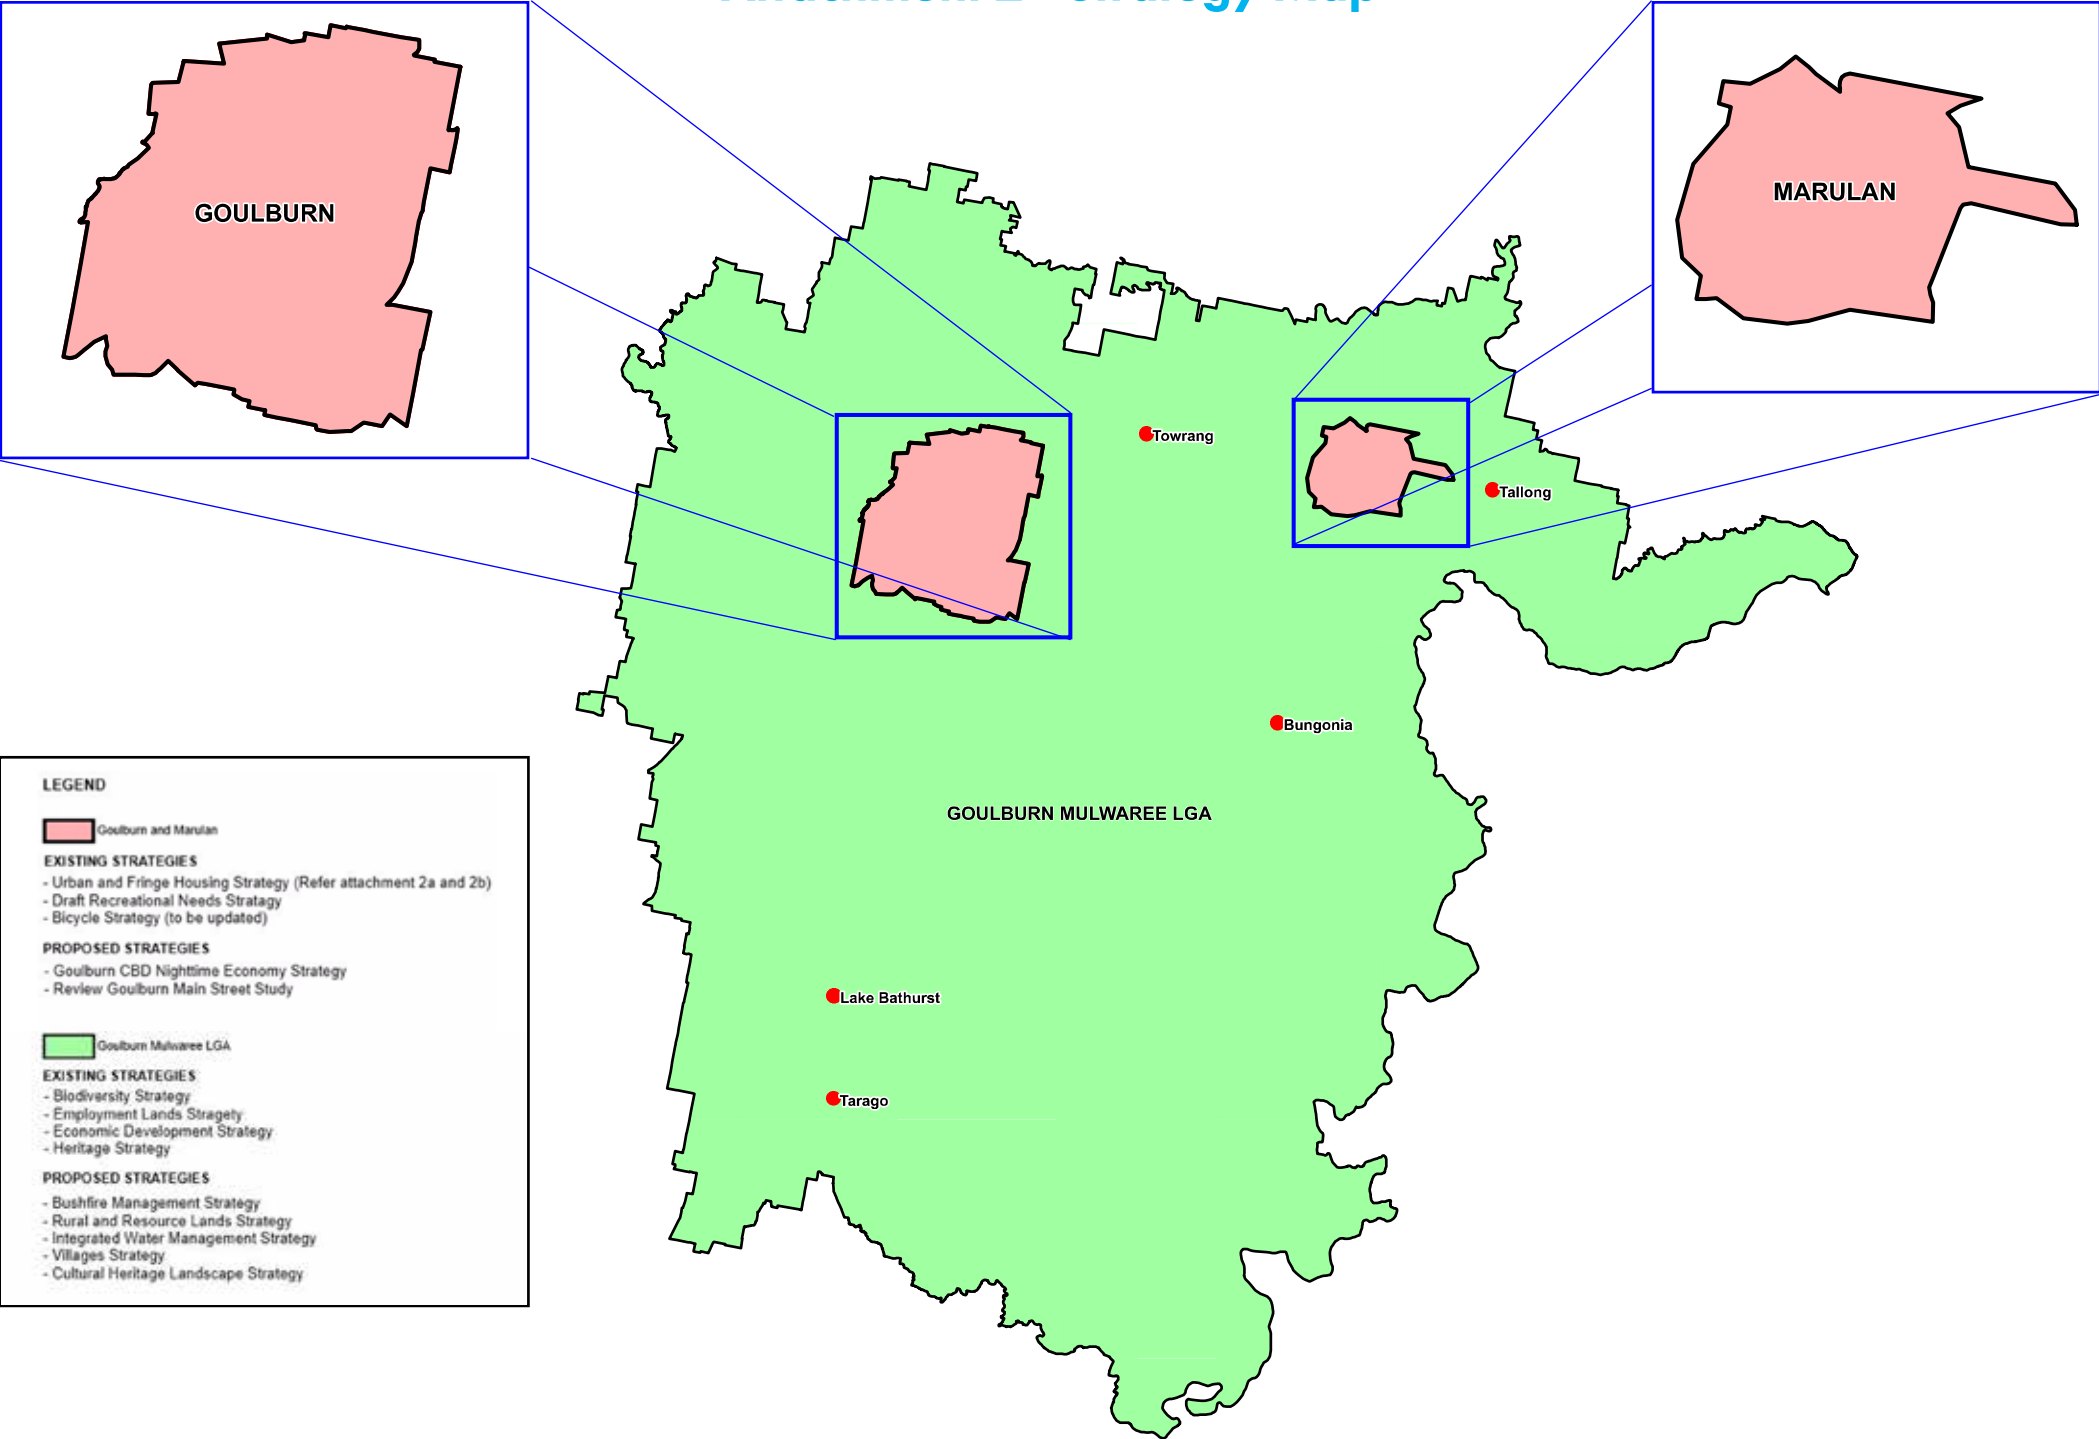 GOULBURN
MARULAN
Towrang
Tallong
Bungonia
GOULBURN MULWAREE LGA
Lake Bathurst
Tarago
LEGEND
Goulburn and Marulan
EXISTING STRATEGIES
- Urban and Fringe Housing Strategy (Refer attachment 2a and 2b)
- Draft Recreational Needs Stratagy
- Bicycle Strategy (to be updated)
PROPOSED STRATEGIES
- Goulburn CBD Nighttime Economy Strategy
- Review Goulburn Main Street Study
Goulburn Mulwaree LGA
EXISTING STRATEGIES
- Biodiversity Strategy
- Employment Lands Stragety
- Economic Development Strategy
- Heritage Strategy
PROPOSED STRATEGIES
- Bushfire Management Strategy
- Rural and Resource Lands Strategy
- Integrated Water Management Strategy
- Villages Strategy
- Cultural Heritage Landscape Strategy